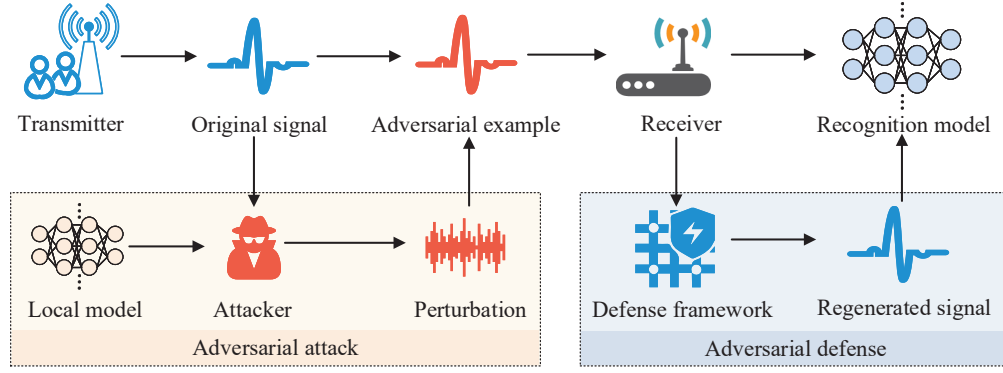 Transmitter
Original signal
Adversarial example
Receiver
Recognition model
Local model
Attacker
Perturbation
Adversarial attack
Defense framework
Regenerated signal
Adversarial defense